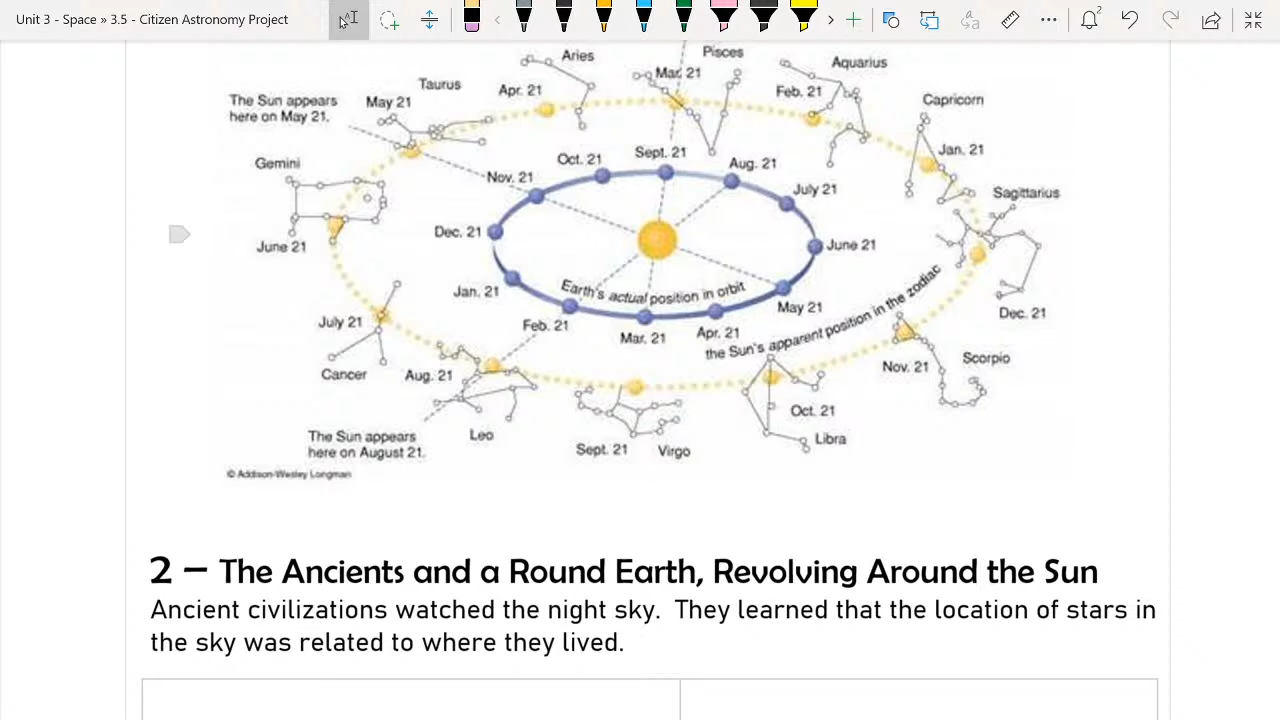 Unit 3 - Space » 3.5 - Citizen Astronomy Project
2
Pisces
Aries
Mar. 21
Aquarius
Taurus
Apr. 21
Feb. 21
Capricorn
The Sun appears
here on May 21.
May 21
Jan. 21
Gemini
Oct. 21
Sept. 21
Aug. 21
Nov. 21
July 21
Sagittarius
Dec. 21
June 21
June 21
Jan. 21
Earth's actual position in orbit
May 21
the Sun's apparent position in the zodiac
Dec. 21
July 21
Feb. 21
Mar. 21
Apr. 21
Cancer
Aug. 21
Nov. 21
Scorpio
Oct. 21
The Sun appears
here on August 21.
Leo
Sept. 21
Virgo
Libra
© Addison-Wesley Longman
2 – The Ancients and a Round Earth, Revolving Around the Sun
Ancient civilizations watched the night sky. They learned that the location of stars in
the sky was related to where they lived.